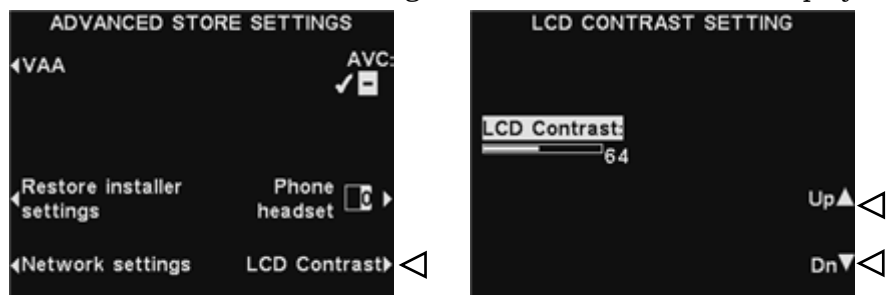 ADVANCED STORE SETTINGS
VAA
AVC:
Restore installer
settings
Phone
headset
0
Network settings
LCD Contrast
LCD CONTRAST SETTING
LCD Contrast:
64
Up
Dn